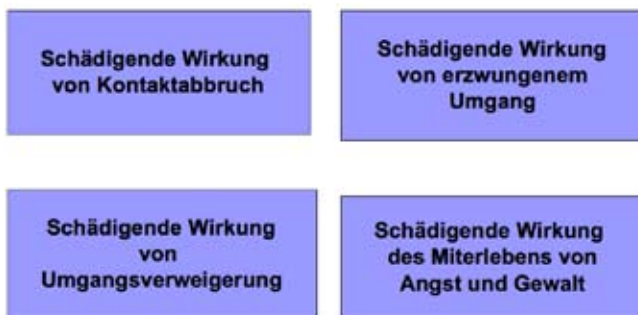 Schädigende Wirkung
von Kontaktabbruch
Schädigende Wirkung
von erzwungenem
Umgang
Schädigende Wirkung
von
Umgangsverweigerung
Schädigende Wirkung
des Miterlebens von
Angst und Gewalt